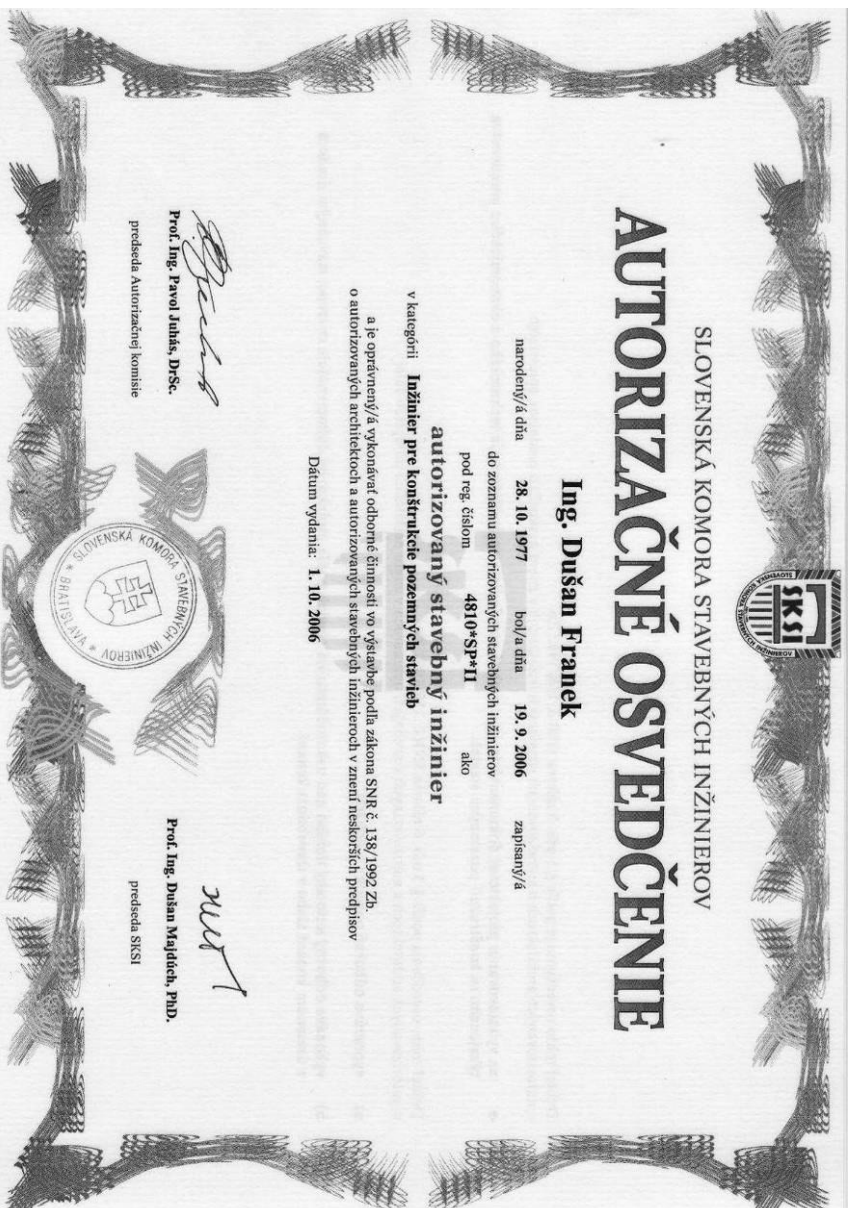 SKSI
SLOVENSKÁ KOMORA STAVEBNÝCH INŽINIEROV
SLOVENSKÁ KOMORA STAVEBNÝCH INŽINIEROV
AUTORIZAČNÉ OSVEDČENIE
Ing. Dušan Franek
narodený/á dňa 28. 10. 1977 bol/a dňa 19. 9. 2006 zapísaný/á
do zoznamu autorizovaných stavebných inžinierov
pod reg. číslom 4810*SP*I1 ako
autorizovaný stavebný inžinier
v kategórii Inžinier pre konštrukcie pozemných stavieb
a je oprávnený/á vykonávať odborné činnosti vo výstavbe podľa zákona SNR č. 138/1992 Zb.
o autorizovaných architektoch a autorizovaných stavebných inžinieroch v znení neskorších predpisov
Dátum vydania: 1. 10. 2006
Prof. Ing. Pavol Juhás, DrSc.
predseda Autorizačnej komisie
SLOVENSKÁ KOMORA STAVEBNÝCH INŽINIEROV * BRATISLAVA *
Prof. Ing. Dušan Majdúch, PhD.
predseda SKSI